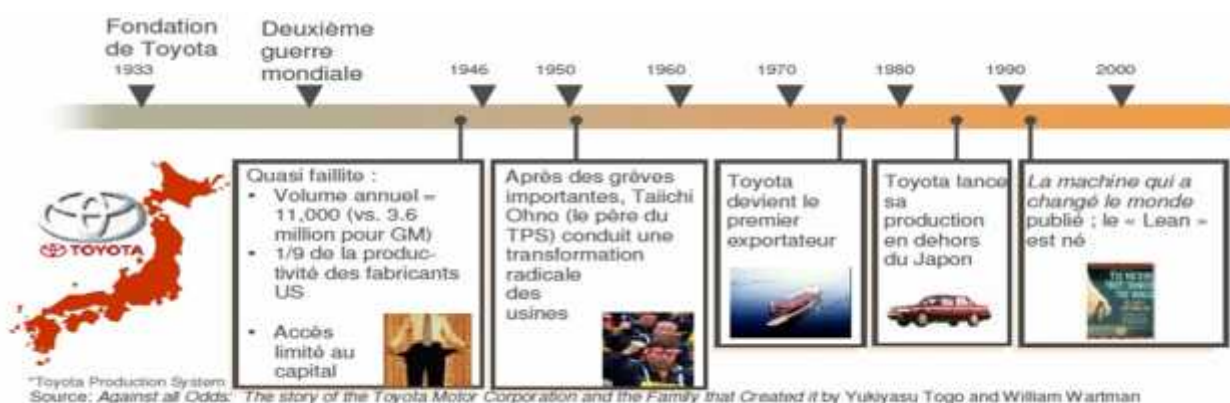 Fondation
de Toyota
1933
Deuxième
guerre
mondiale
1946
1950
1960
1970
1980
1990
2000
TOYOTA
Quasi faillite :
• Volume annuel =
11,000 (vs. 3.6
million pour GM)
• 1/9 de la produc-
tivité des fabricants
US
• Accès
limité au
capital
Après des grèves
importantes, Taiichi
Ohno (le père du
TPS) conduit une
transformation
radicale
des
usines
Toyota
devient le
premier
exportateur
Toyota lance
sa
production
en dehors
du Japon
La machine qui a
changé le monde
publié ; le « Lean »
est né
*Toyota Production System
Source: Against all Odds: The story of the Toyota Motor Corporation and the Family that Created it by Yukiyasu Togo and William Wartman